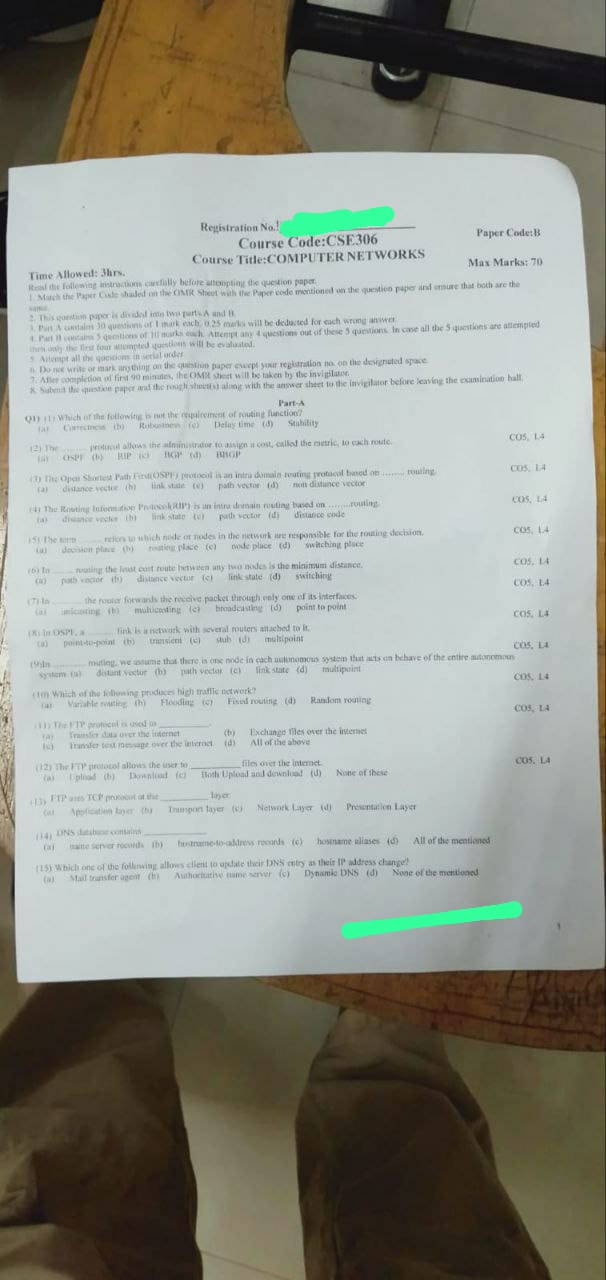 Registration No.:
Paper Code:B
Course Code:CSE306
Course Title:COMPUTER NETWORKS
Time Allowed: 3hrs.
Max Marks: 70
Read the following instructions carefully before attempting the question paper.
1. Match the Paper Code shaded on the OMR Sheet with the Paper code mentioned on the question paper and ensure that both are the
same.
2. This question paper is divided into two parts A and B.
3. Part A contains 30 questions of 1 mark each. 0.25 marks will be deducted for each wrong answer.
4. Part B contains 5 questions of 10 marks each. Attempt any 4 questions out of these 5 questions. In case all the 5 questions are attempted
then only the first four attempted questions will be evaluated.
5. Attempt all the questions in serial order.
6. Do not write or mark anything on the question paper except your registration no. on the designated space.
7. After completion of first 90 minutes, the OMR sheet will be taken by the invigilator.
8. Submit the question paper and the rough sheet(s) along with the answer sheet to the invigilator before leaving the examination hall.
Part-A
Q1) (1) Which of the following is not the requirement of routing function?
(a) Correctness (b) Robustness (c) Delay time (d) Stability
CO5, L4
(2) The ........ protocol allows the administrator to assign a cost, called the metric, to each route.
(a) OSPF (b) RIP (c) BGP (d) BBGP
CO5, L4
(3) The Open Shortest Path First(OSPF) protocol is an intra domain routing protocol based on ........ routing.
(a) distance vector (b) link state (c) path vector (d) non distance vector
CO5, L4
(4) The Routing Information Protocol(RIP) is an intra domain routing based on ........routing.
(a) distance vector (b) link state (c) path vector (d) distance code
CO5, L4
(5) The term ........ refers to which node or nodes in the network are responsible for the routing decision.
(a) decision place (b) routing place (c) node place (d) switching place
CO5, L4
(6) In ........ routing the least cost route between any two nodes is the minimum distance.
(a) path vector (b) distance vector (c) link state (d) switching
CO5, L4
(7) In ........ the router forwards the receive packet through only one of its interfaces.
(a) unicasting (b) multicasting (c) broadcasting (d) point to point
CO5, L4
(8) In OSPF, a ........ link is a network with several routers attached to it.
(a) point-to-point (b) transient (c) stub (d) multipoint
CO5, L4
(9)In ........ routing, we assume that there is one node in each autonomous system that acts on behave of the entire autonomous
system (a) distant vector (b) path vector (c) link state (d) multipoint
CO5, L4
(10) Which of the following produces high traffic network?
(a) Variable routing (b) Flooding (c) Fixed routing (d) Random routing
CO5, L4
(11) The FTP protocol is used to ________
(a) Transfer data over the internet (b) Exchange files over the internet
(c) Transfer text message over the internet (d) All of the above
(12) The FTP protocol allows the user to ________files over the internet.
(a) Upload (b) Download (c) Both Upload and download (d) None of these
CO5, L4
(13) FTP uses TCP protocol at the ________ layer.
(a) Application layer (b) Transport layer (c) Network Layer (d) Presentation Layer
(14) DNS database contains ________
(a) name server records (b) hostname-to-address records (c) hostname aliases (d) All of the mentioned
(15) Which one of the following allows client to update their DNS entry as their IP address change?
(a) Mail transfer agent (b) Authoritative name server (c) Dynamic DNS (d) None of the mentioned
1